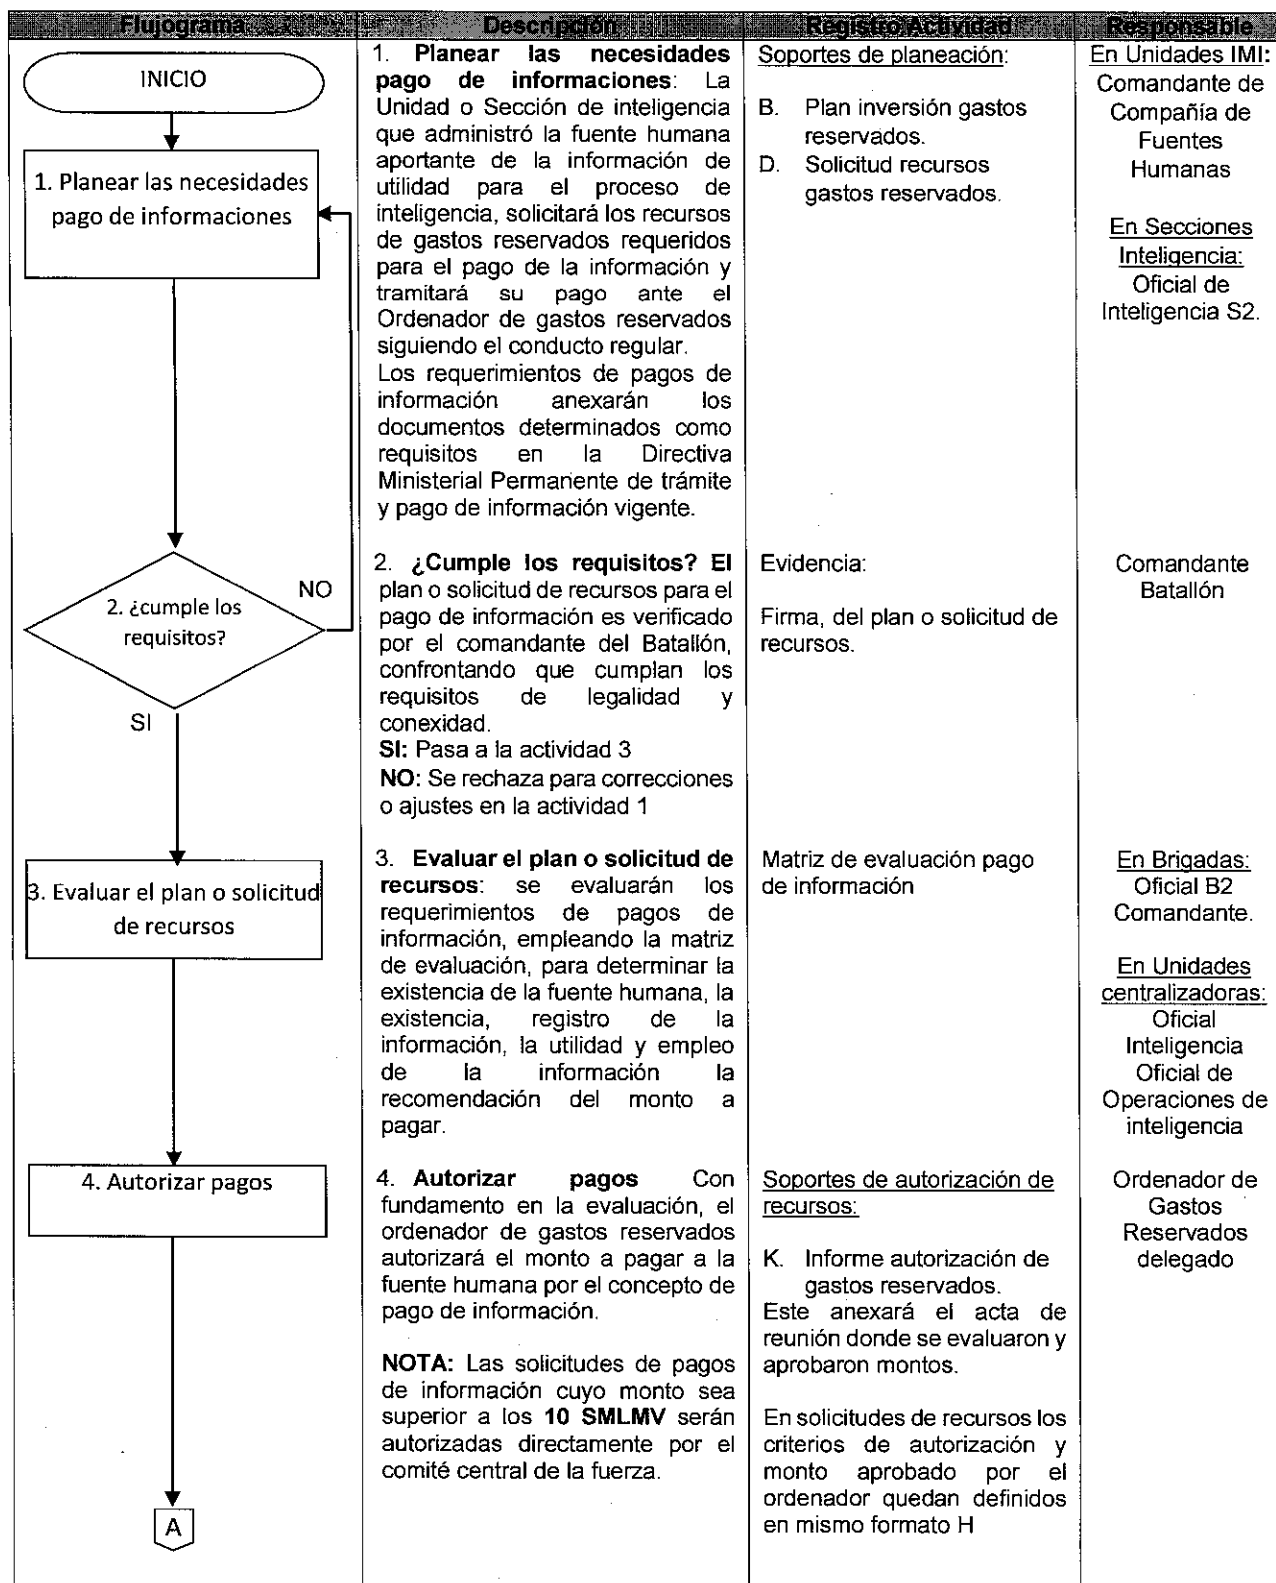 Flujograma
Descripción
Registro Actividad
Responsable
INICIO
1. Planear las necesidades
pago de informaciones
2. ¿cumple los
requisitos?
NO
SI
3. Evaluar el plan o solicitud
de recursos
4. Autorizar pagos
A
1. Planear las necesidades
pago de informaciones: La
Unidad o Sección de inteligencia
que administró la fuente humana
aportante de la información de
utilidad para el proceso de
inteligencia, solicitará los recursos
de gastos reservados requeridos
para el pago de la información y
tramitará su pago ante el
Ordenador de gastos reservados
siguiendo el conducto regular.
Los requerimientos de pagos de
información anexarán los
documentos determinados como
requisitos en la Directiva
Ministerial Permanente de trámite
y pago de información vigente.
Soportes de planeación:
B. Plan inversión gastos
reservados.
D. Solicitud recursos
gastos reservados.
En Unidades IMI:
Comandante de
Compañía de
Fuentes
Humanas
En Secciones
Inteligencia:
Oficial de
Inteligencia S2.
2. ¿Cumple los requisitos? El
plan o solicitud de recursos para el
pago de información es verificado
por el comandante del Batallón,
confrontando que cumplan los
requisitos de legalidad y
conexidad.
SI: Pasa a la actividad 3
NO: Se rechaza para correcciones
o ajustes en la actividad 1
Evidencia:
Firma, del plan o solicitud de
recursos.
Comandante
Batallón
3. Evaluar el plan o solicitud de
recursos: se evaluarán los
requerimientos de pagos de
información, empleando la matriz
de evaluación, para determinar la
existencia de la fuente humana, la
existencia, registro de la
información, la utilidad y empleo
de la información la
recomendación del monto a
pagar.
Matriz de evaluación pago
de información
En Brigadas:
Oficial B2
Comandante.
En Unidades
centralizadoras:
Oficial
Inteligencia
Oficial de
Operaciones de
inteligencia
4. Autorizar pagos Con
fundamento en la evaluación, el
ordenador de gastos reservados
autorizará el monto a pagar a la
fuente humana por el concepto de
pago de información.
NOTA: Las solicitudes de pagos
de información cuyo monto sea
superior a los 10 SMLMV serán
autorizadas directamente por el
comité central de la fuerza.
Soportes de autorización de
recursos:
K. Informe autorización de
gastos reservados.
Este anexará el acta de
reunión donde se evaluaron y
aprobaron montos.
En solicitudes de recursos los
criterios de autorización y
monto aprobado por el
ordenador quedan definidos
en mismo formato H
Ordenador de
Gastos
Reservados
delegado